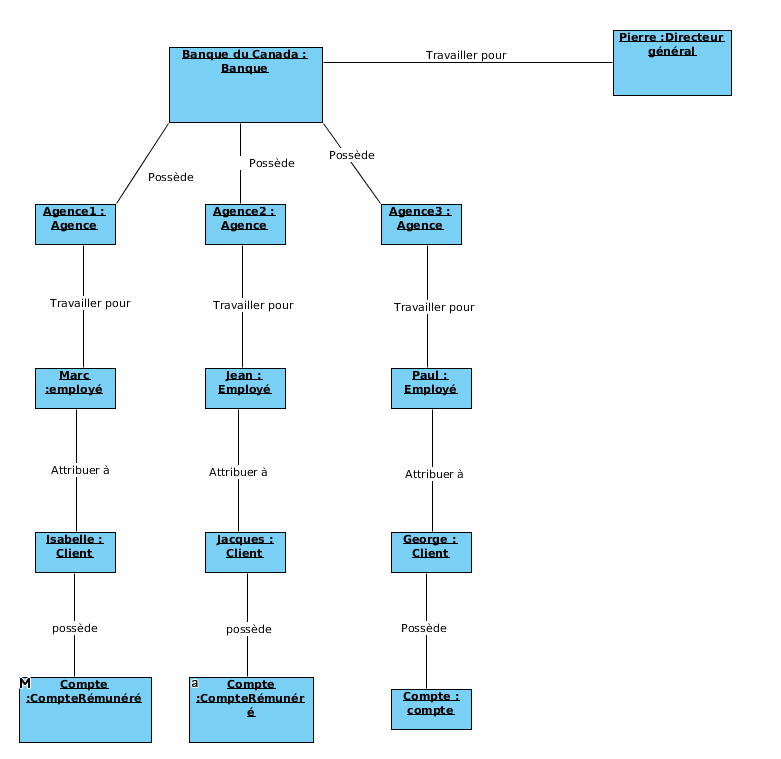 Banque du Canada :
Banque
Travailler pour
Pierre :Directeur
général
Possède
Possède
Possède
Agence1 :
Agence
Agence2 :
Agence
Agence3 :
Agence
Travailler pour
Travailler pour
Travailler pour
Marc
:employé
Jean :
Employé
Paul :
Employé
Attribuer à
Attribuer à
Attribuer à
Isabelle :
Client
Jacques :
Client
George :
Client
possède
possède
Possède
M
Compte
:CompteRémunéré
a
Compte
:CompteRémunér
é
Compte :
compte